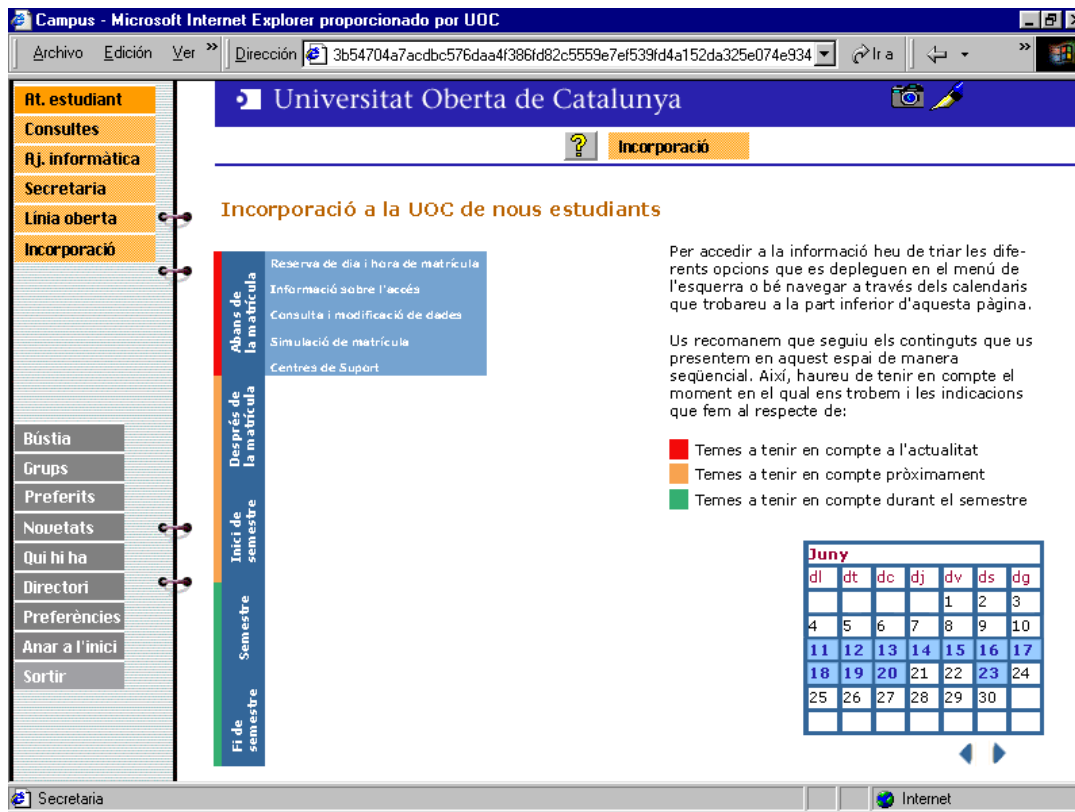 Campus - Microsoft Internet Explorer proporcionado por UOC
Archivo Edición Ver » Dirección 3b54704a7acdbc576daa4f386fd82c5559e7ef539fd4a152da325e074e934 Ir a »
At. estudiant
Consultes
Aj. informàtica
Secretaria
Línia oberta
Incorporació
Bústia
Grups
Preferits
Novetats
Qui hi ha
Directori
Preferències
Anar a l'inici
Sortir
Universitat Oberta de Catalunya
? Incorporació
Incorporació a la UOC de nous estudiants
Abans de
la matrícula
Reserva de dia i hora de matrícula
Informació sobre l'accés
Consulta i modificació de dades
Simulació de matrícula
Centres de Suport
Després de
la matrícula
Inici de
semestre
Semestre
Fi de
semestre
Per accedir a la informació heu de triar les dife-
rents opcions que es depleguen en el menú de
l'esquerra o bé navegar a través dels calendaris
que trobareu a la part inferior d'aquesta pàgina.
Us recomanem que seguiu els continguts que us
presentem en aquest espai de manera
seqüencial. Així, haureu de tenir en compte el
moment en el qual ens trobem i les indicacions
que fem al respecte de:
Temes a tenir en compte a l'actualitat
Temes a tenir en compte pròximament
Temes a tenir en compte durant el semestre
Juny
dl dt dc dj dv ds dg
1 2 3
4 5 6 7 8 9 10
11 12 13 14 15 16 17
18 19 20 21 22 23 24
25 26 27 28 29 30
Secretaria
Internet